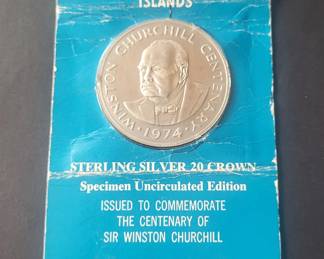 ISLANDS
WINSTON CHURCHILL CENTENARY
• 1974 •
STERLING SILVER 20 CROWN
Specimen Uncirculated Edition
ISSUED TO COMMEMORATE
THE CENTENARY OF
SIR WINSTON CHURCHILL